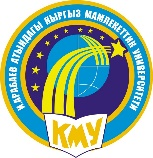 И.АРАБАЕВ АТЫНДАГЫ КЫРГЫЗ МАМЛЕКЕТТИК УНИВЕРСИТЕТИ
КМУ